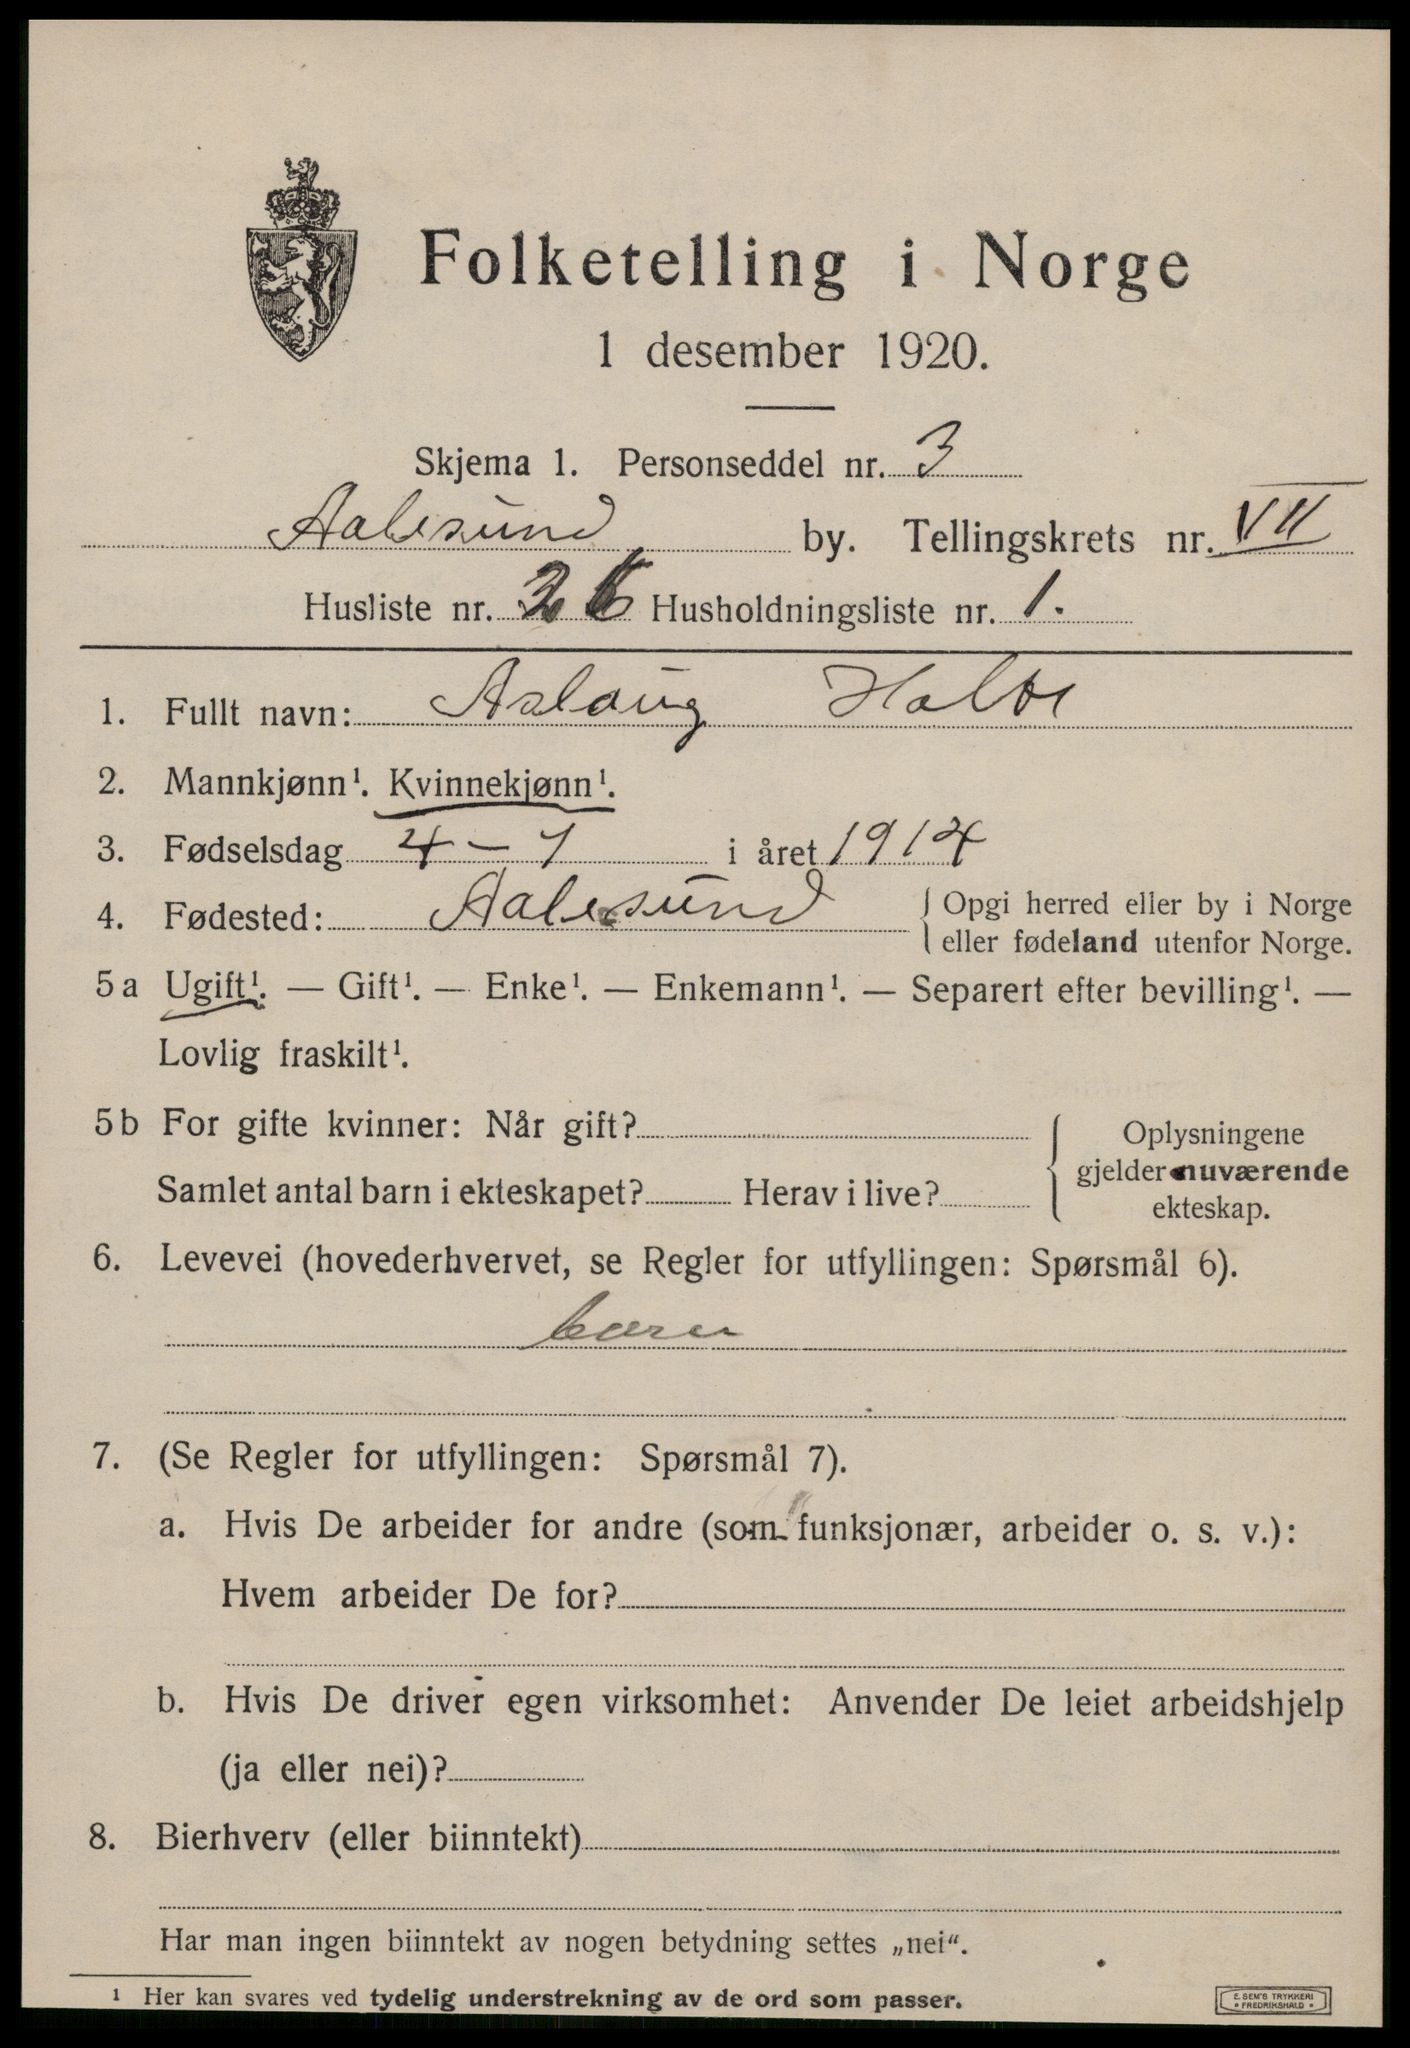 Folketelling i Norge
1 desember 1920.
Skjema 1. Personseddel nr. 3
Aalesund by. Tellingskrets nr. VII
Husliste nr. 26 Husholdningsliste nr. 1.
1. Fullt navn: Aslaug
2. Mannkjønn¹. Kvinnekjønn¹.
3. Fødselsdag 4-1 i året 1914
4. Fødested: Aalesund { Opgi herred eller by i Norge
eller fødeland utenfor Norge.
5a Ugift¹. — Gift¹. — Enke¹. — Enkemann¹. — Separert efter bevilling¹. —
Lovlig fraskilt¹.
5b For gifte kvinner: Når gift? { Oplysningene
gjelder nuværende
Samlet antal barn i ekteskapet? Herav i live? ekteskap.
6. Levevei (hovederhvervet, se Regler for utfyllingen: Spørsmål 6).
barn
7. (Se Regler for utfyllingen: Spørsmål 7).
a. Hvis De arbeider for andre (som funksjonær, arbeider o. s. v.):
Hvem arbeider De for?
b. Hvis De driver egen virksomhet: Anvender De leiet arbeidshjelp
(ja eller nei)?
8. Bierhverv (eller biinntekt)
Har man ingen biinntekt av nogen betydning settes „nei".
¹ Her kan svares ved tydelig understrekning av de ord som passer.
E. SEM'S TRYKKERI
• FREDRIKSHALD •